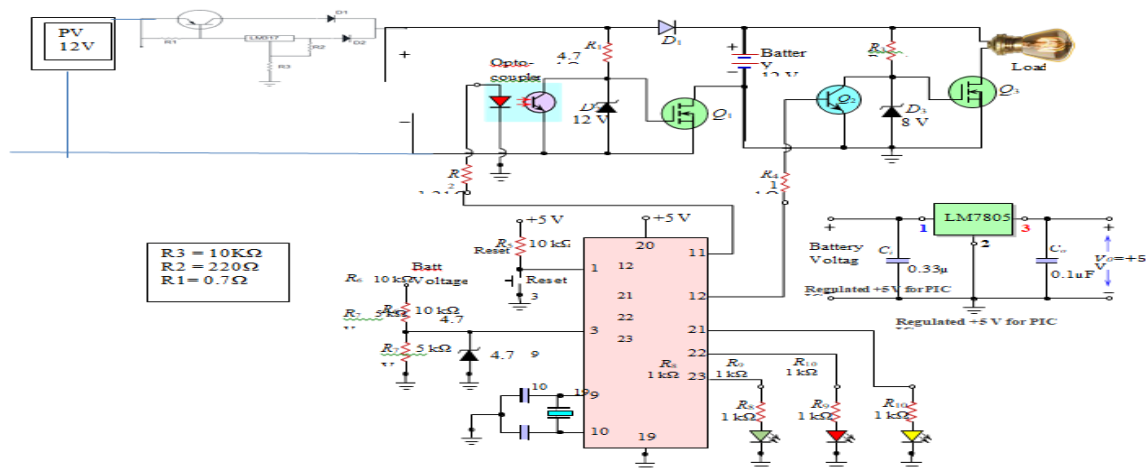 PV
12V
R1
LM317
R2
R3
D1
D2
+
−
Opto-
coupler
R1
4.7
D
12 V
D1
Q1
+
−
Batter
y
12 V
Q2
D3
8 V
Q3
Load
R
2
R4
1
+5 V
+5 V
R5
10 kΩ
Reset
Reset
3
R3 = 10KΩ
R2 = 220Ω
R1= 0.7Ω
Batt
Voltage
R6 10 kΩ
10 kΩ
R7 5 kΩ
4.7
R7
5 kΩ
4.7
9
10
19
1
3
9
10
20
12
21
22
23
19
11
12
21
22
23
R8
1 kΩ
R9
1 kΩ
R10
1 kΩ
R8
1 kΩ
R9
1 kΩ
R10
1 kΩ
LM7805
1
2
3
+
−
Battery
Voltag
Ci
0.33µ
Co
0.1uF
+
VO=+5
V
−
Regulated +5 V for PIC
Regulated +5 V for PIC